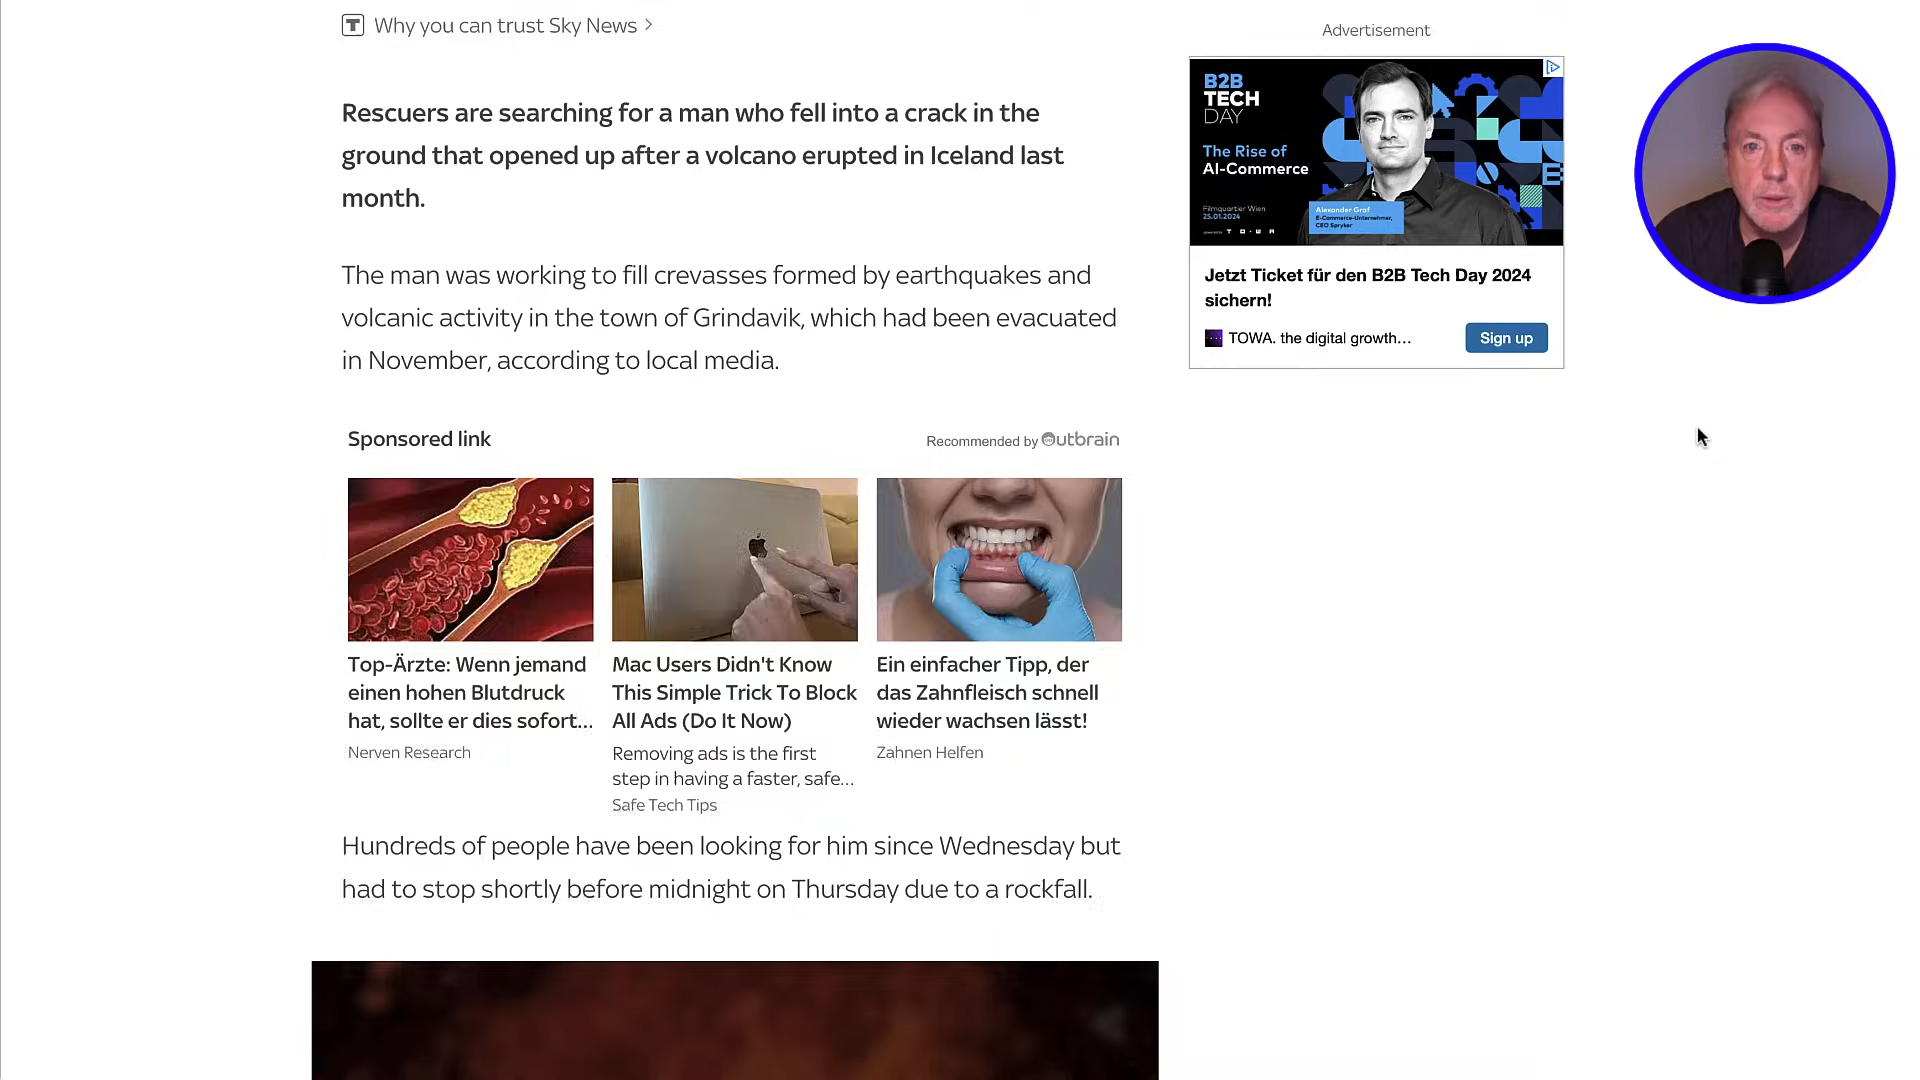 Why you can trust Sky News
Rescuers are searching for a man who fell into a crack in the
ground that opened up after a volcano erupted in Iceland last
month.
The man was working to fill crevasses formed by earthquakes and
volcanic activity in the town of Grindavik, which had been evacuated
in November, according to local media.
Sponsored link
Recommended by Outbrain
Top-Ärzte: Wenn jemand
einen hohen Blutdruck
hat, sollte er dies sofort...
Nerven Research
Mac Users Didn't Know
This Simple Trick To Block
All Ads (Do It Now)
Removing ads is the first
step in having a faster, safe...
Safe Tech Tips
Ein einfacher Tipp, der
das Zahnfleisch schnell
wieder wachsen lässt!
Zahnen Helfen
Hundreds of people have been looking for him since Wednesday but
had to stop shortly before midnight on Thursday due to a rockfall.
Advertisement
B2B
TECH
DAY
The Rise of
AI-Commerce
Filmquartier Wien
25.01.2024
powered by TOWA
Alexander Graf
E-Commerce-Unternehmer,
CEO Spryker
Jetzt Ticket für den B2B Tech Day 2024
sichern!
TOWA. the digital growth...
Sign up